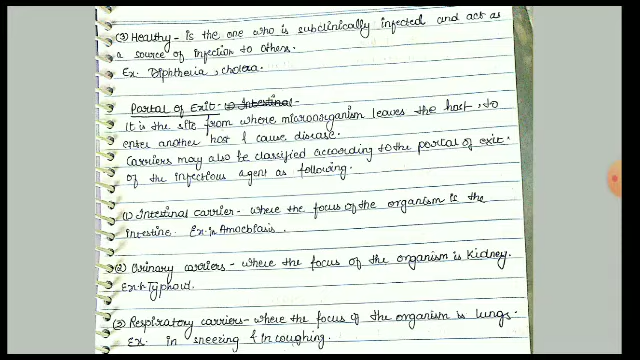 (3) Healthy - is the one who is subclinically infected and act as
a source of infection to others.
Ex. Diphtheria, cholera.
Portal of Exit -
It is the site from where microorganism leaves the host, to
enter another host & cause disease.
Carriers may also be classified according to the portal of exit
of the infectious agent as following.
(1) Intestinal carrier - where the focus of the organism is the
intestine. Ex. in Amoebiasis.
(2) Urinary carriers - where the focus of the organism is Kidney.
Ex. Typhoid.
(3) Respiratory carriers - where the focus of the organism is lungs.
Ex. in sneezing & in coughing.